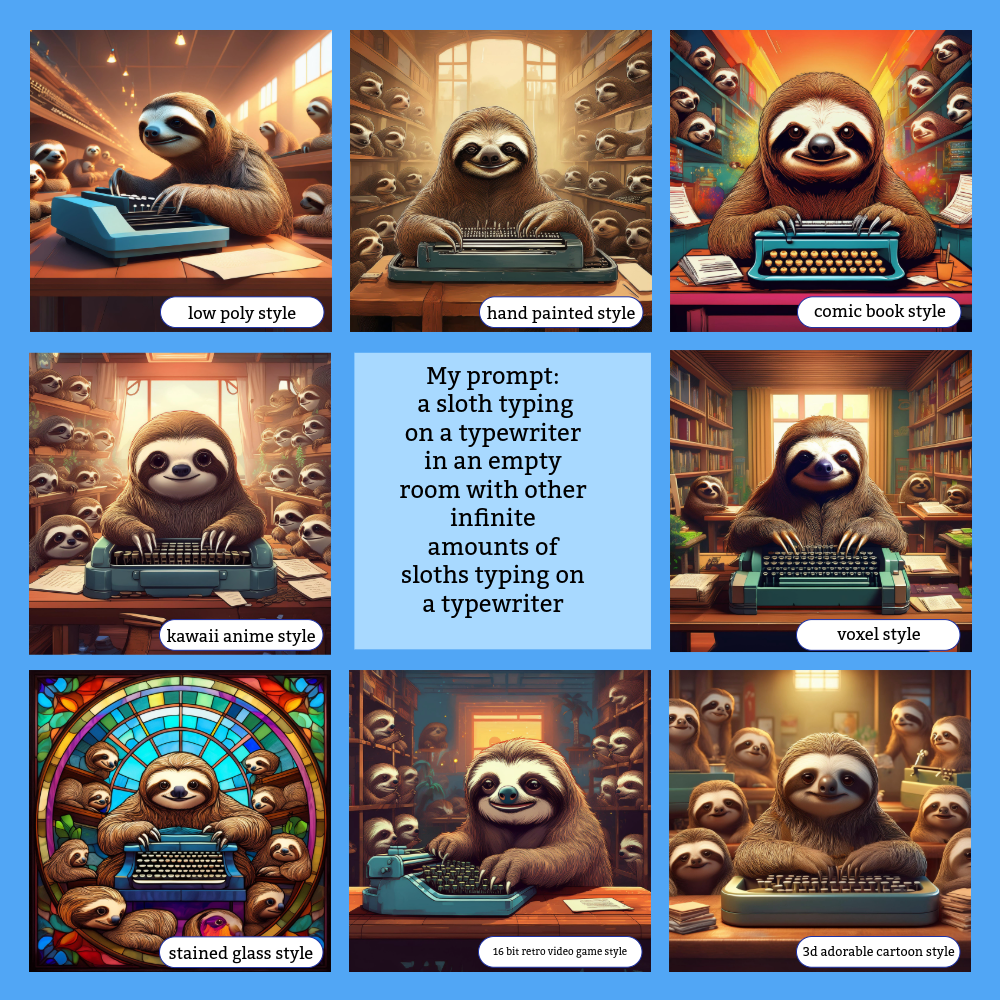 low poly style
hand painted style
comic book style
kawaii anime style
My prompt:
a sloth typing
on a typewriter
in an empty
room with other
infinite
amounts of
sloths typing on
a typewriter
voxel style
stained glass style
16 bit retro video game style
3d adorable cartoon style